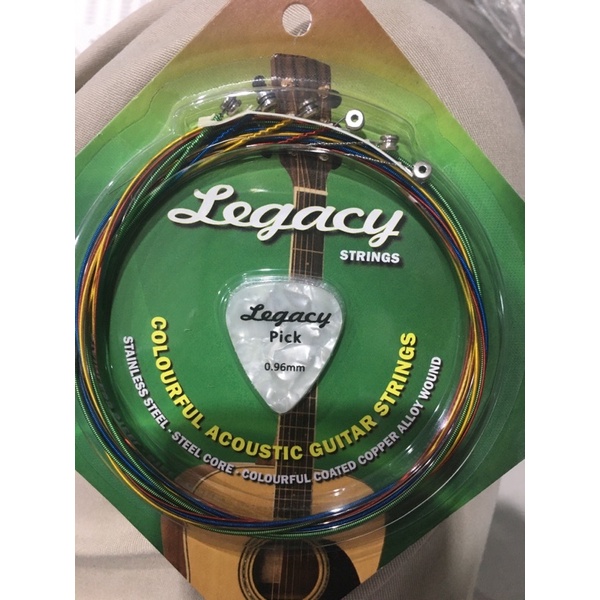 Legacy
STRINGS
Legacy
Pick
0.96mm
COLOURFUL ACOUSTIC GUITAR STRINGS
STAINLESS STEEL - STEEL CORE - COLOURFUL COATED COPPER ALLOY WOUND